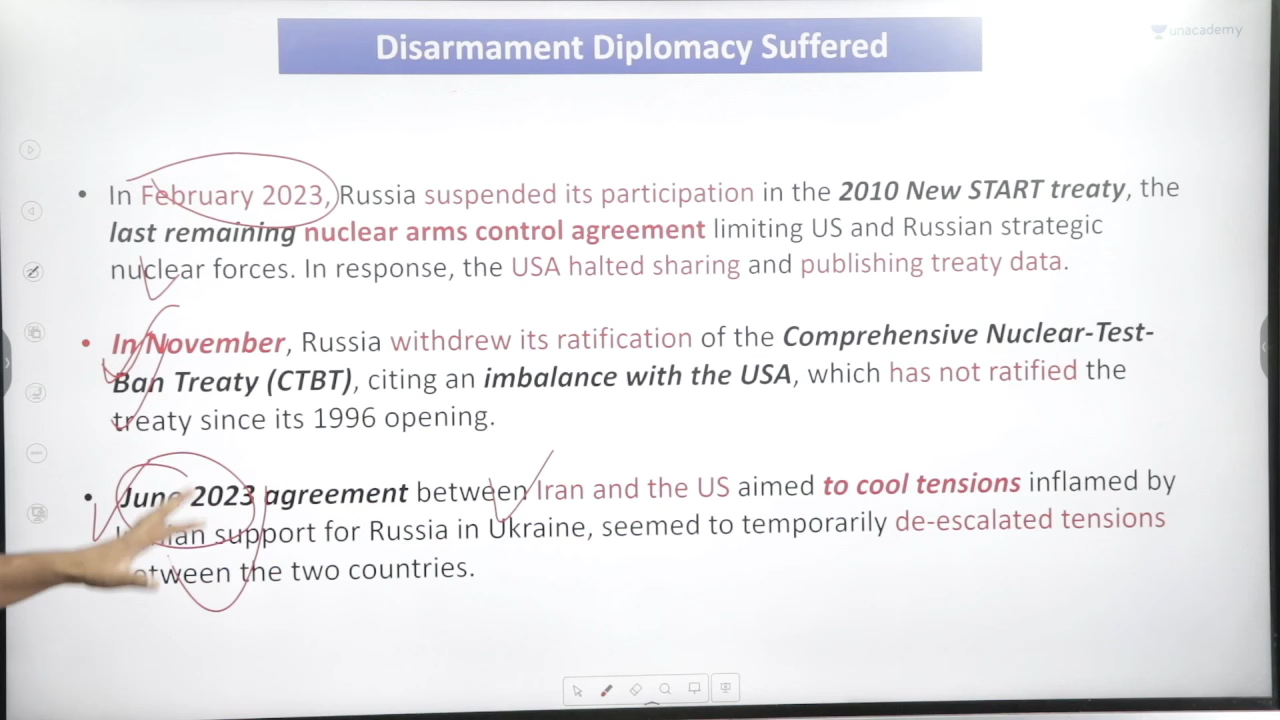 Disarmament Diplomacy Suffered
unacademy
• In February 2023, Russia suspended its participation in the 2010 New START treaty, the
last remaining nuclear arms control agreement limiting US and Russian strategic
nuclear forces. In response, the USA halted sharing and publishing treaty data.
• In November, Russia withdrew its ratification of the Comprehensive Nuclear-Test-
Ban Treaty (CTBT), citing an imbalance with the USA, which has not ratified the
treaty since its 1996 opening.
• June 2023 agreement between Iran and the US aimed to cool tensions inflamed by
support for Russia in Ukraine, seemed to temporarily de-escalated tensions
between the two countries.